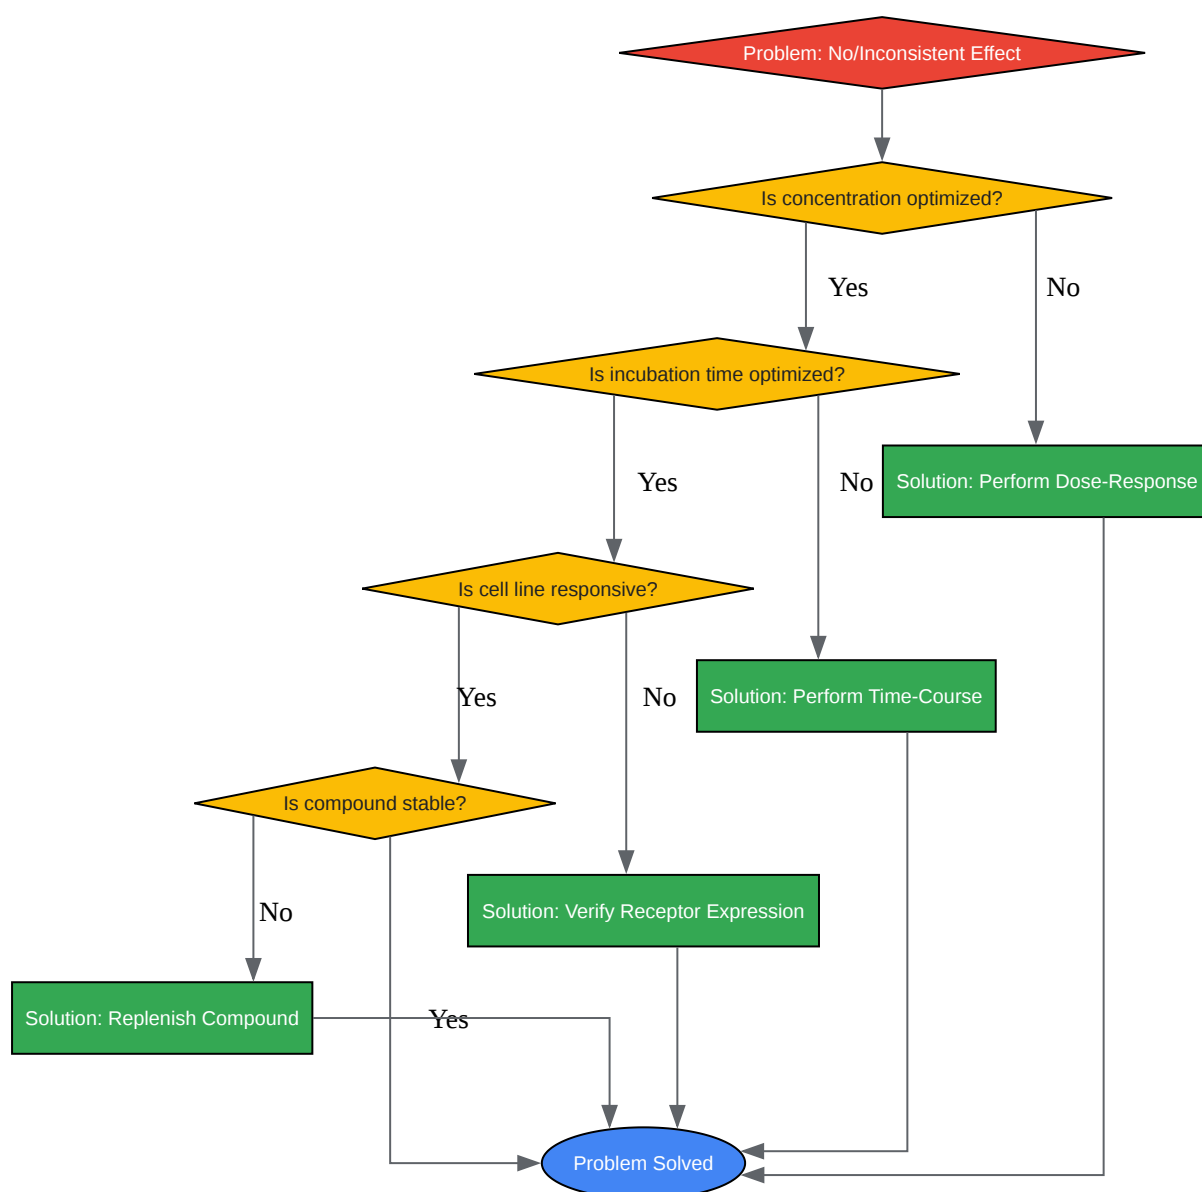 Problem: No/Inconsistent Effect
Is concentration optimized?
Yes
No
Is incubation time optimized?
Yes
No
Solution: Perform Dose-Response
Is cell line responsive?
Yes
No
Solution: Perform Time-Course
Is compound stable?
No
Solution: Verify Receptor Expression
Solution: Replenish Compound
Yes
Problem Solved